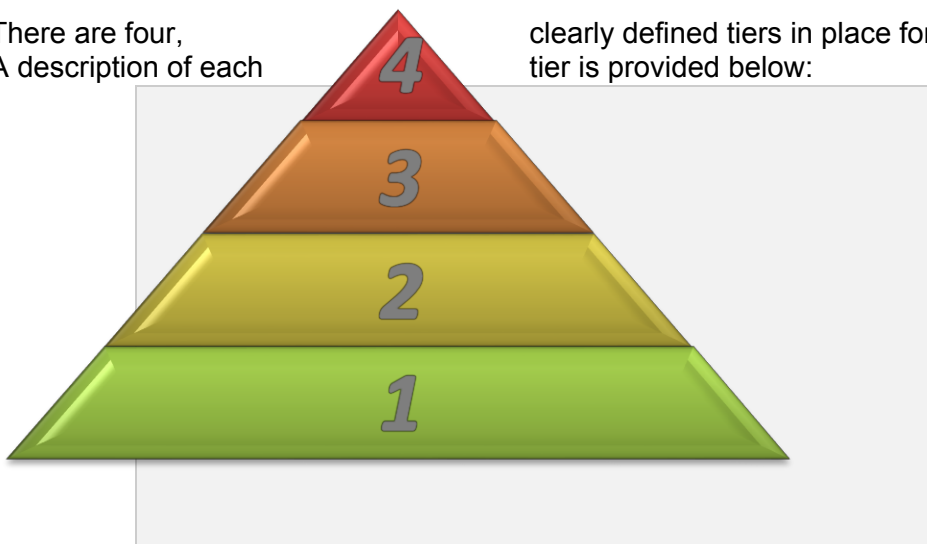 There are four, clearly defined tiers in place for
A description of each tier is provided below:
4
3
2
1